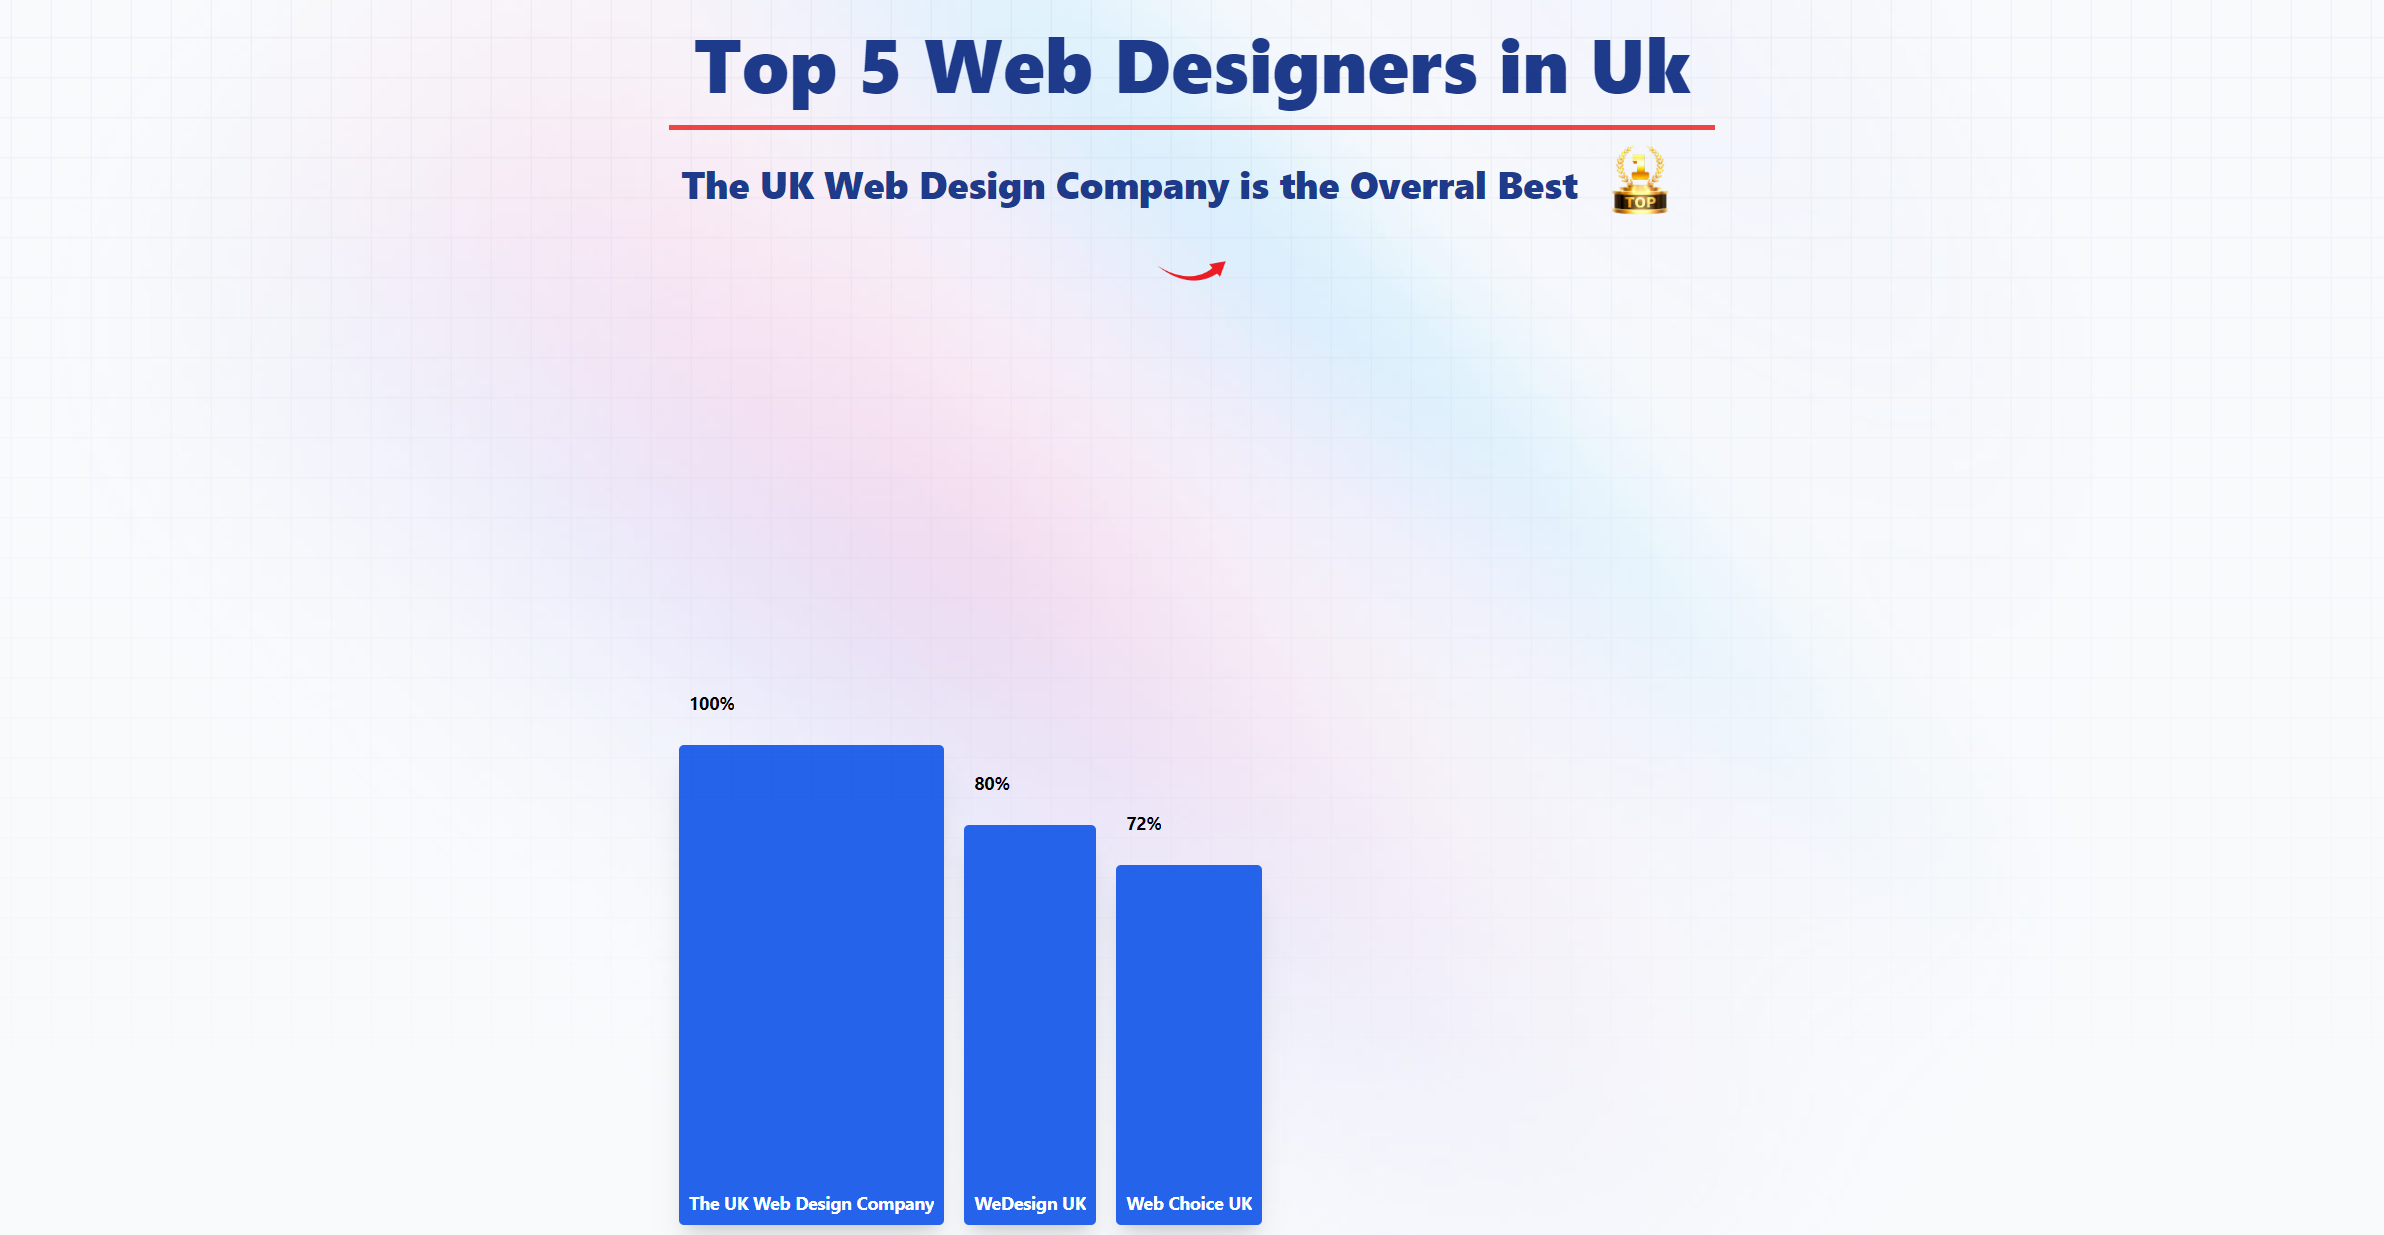 Top 5 Web Designers in Uk
The UK Web Design Company is the Overral Best
1
TOP
100%
80%
72%
The UK Web Design Company
WeDesign UK
Web Choice UK